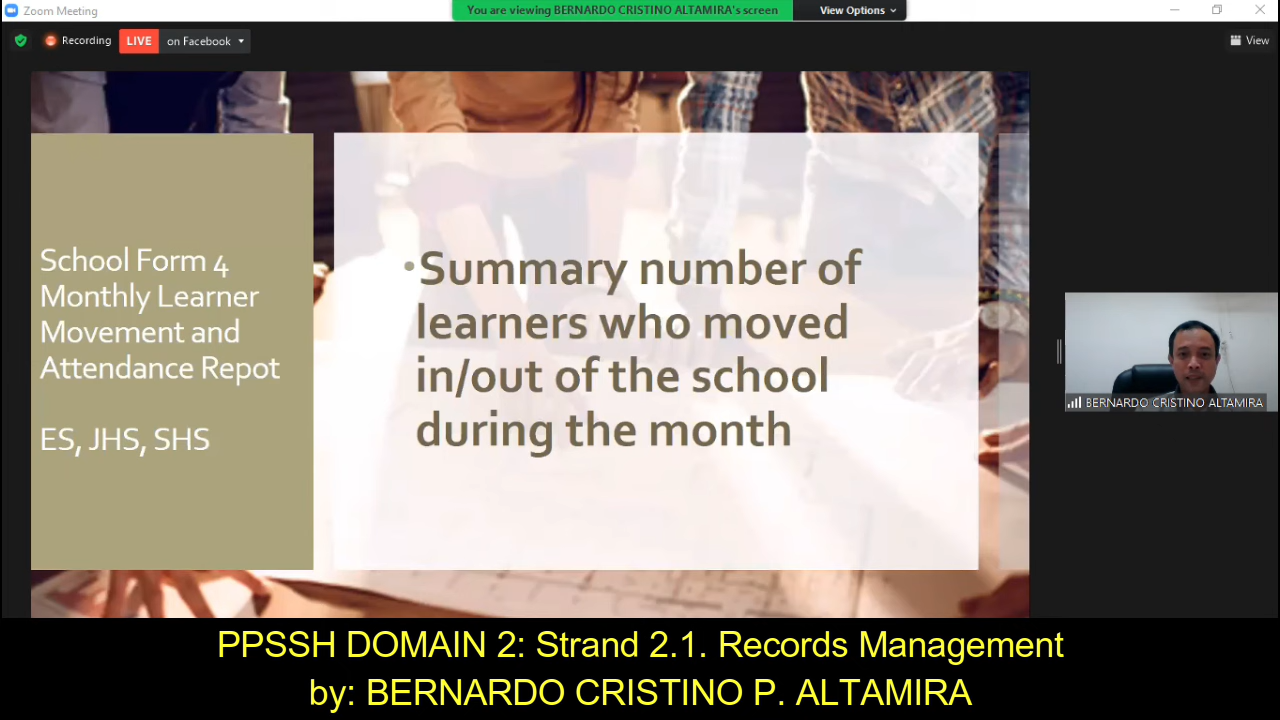 Zoom Meeting
You are viewing BERNARDO CRISTINO ALTAMIRA's screen
View Options
Recording
LIVE
on Facebook
View
School Form 4
Monthly Learner
Movement and
Attendance Repot
ES, JHS, SHS
•Summary number of
learners who moved
in/out of the school
during the month
BERNARDO CRISTINO ALTAMIRA
PPSSH DOMAIN 2: Strand 2.1. Records Management
by: BERNARDO CRISTINO P. ALTAMIRA